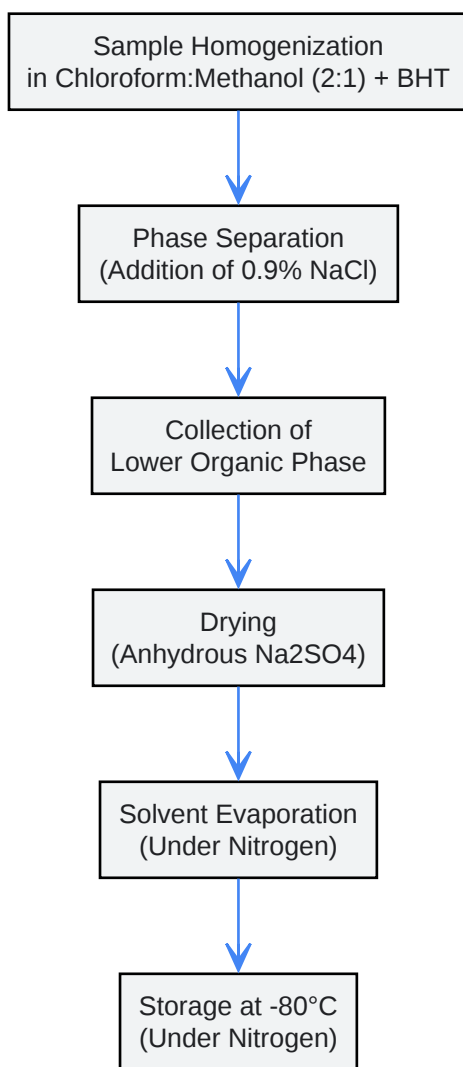 Sample Homogenization
in Chloroform:Methanol (2:1) + BHT
Phase Separation
(Addition of 0.9% NaCl)
Collection of
Lower Organic Phase
Drying
(Anhydrous Na2SO4)
Solvent Evaporation
(Under Nitrogen)
Storage at -80°C
(Under Nitrogen)